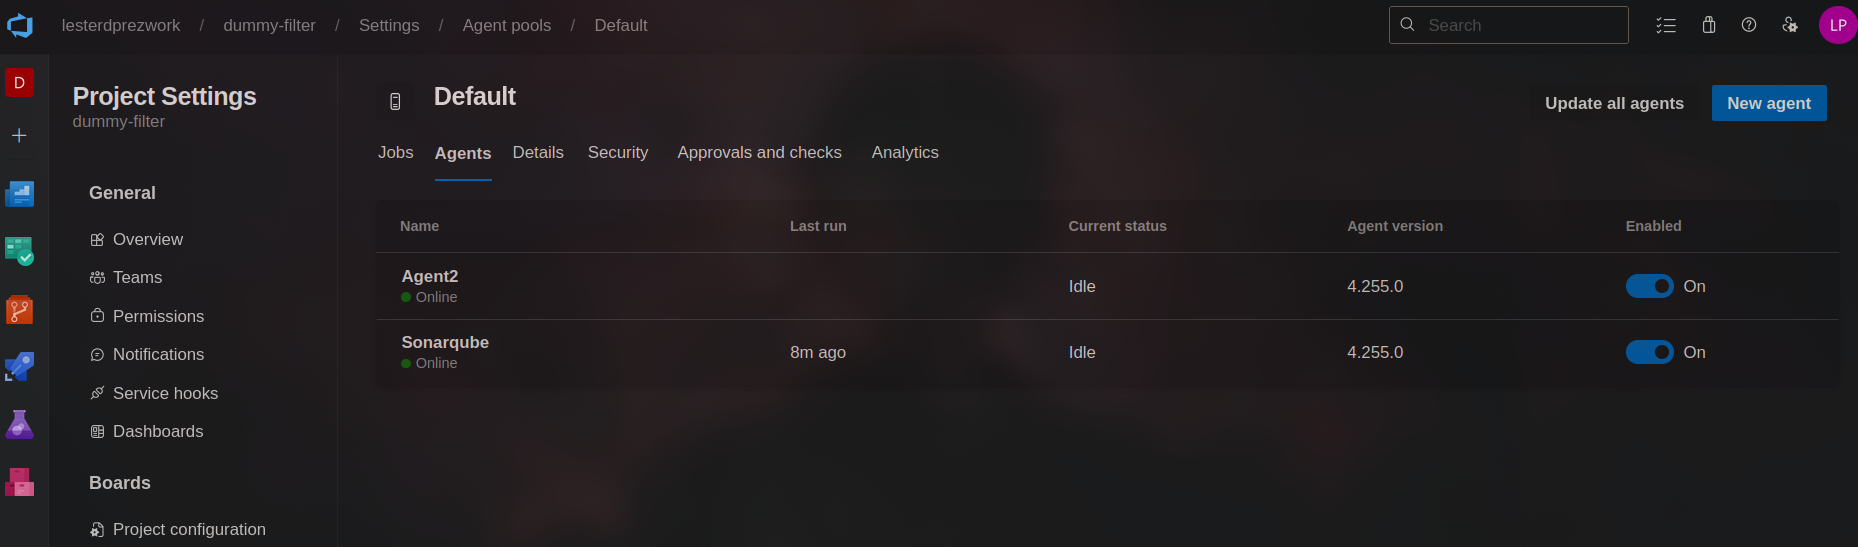 lesterdprezwork / dummy-filter / Settings / Agent pools / Default
Search
LP
D
Project Settings
dummy-filter
General
Overview
Teams
Permissions
Notifications
Service hooks
Dashboards
Boards
Project configuration
Default
Update all agents
New agent
Jobs Agents Details Security Approvals and checks Analytics
Name Last run Current status Agent version Enabled
Agent2
Online
Idle 4.255.0 On
Sonarqube
Online
8m ago Idle 4.255.0 On